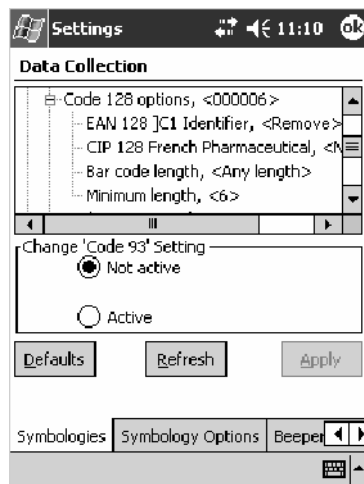 Settings 11:10 ok
Data Collection
Code 128 options, <000006>
EAN 128 ]C1 Identifier, <Remove>
CIP 128 French Pharmaceutical, <N
Bar code length, <Any length>
Minimum length, <6>
Change 'Code 93' Setting
Not active
Active
Defaults Refresh Apply
Symbologies Symbology Options Beeper